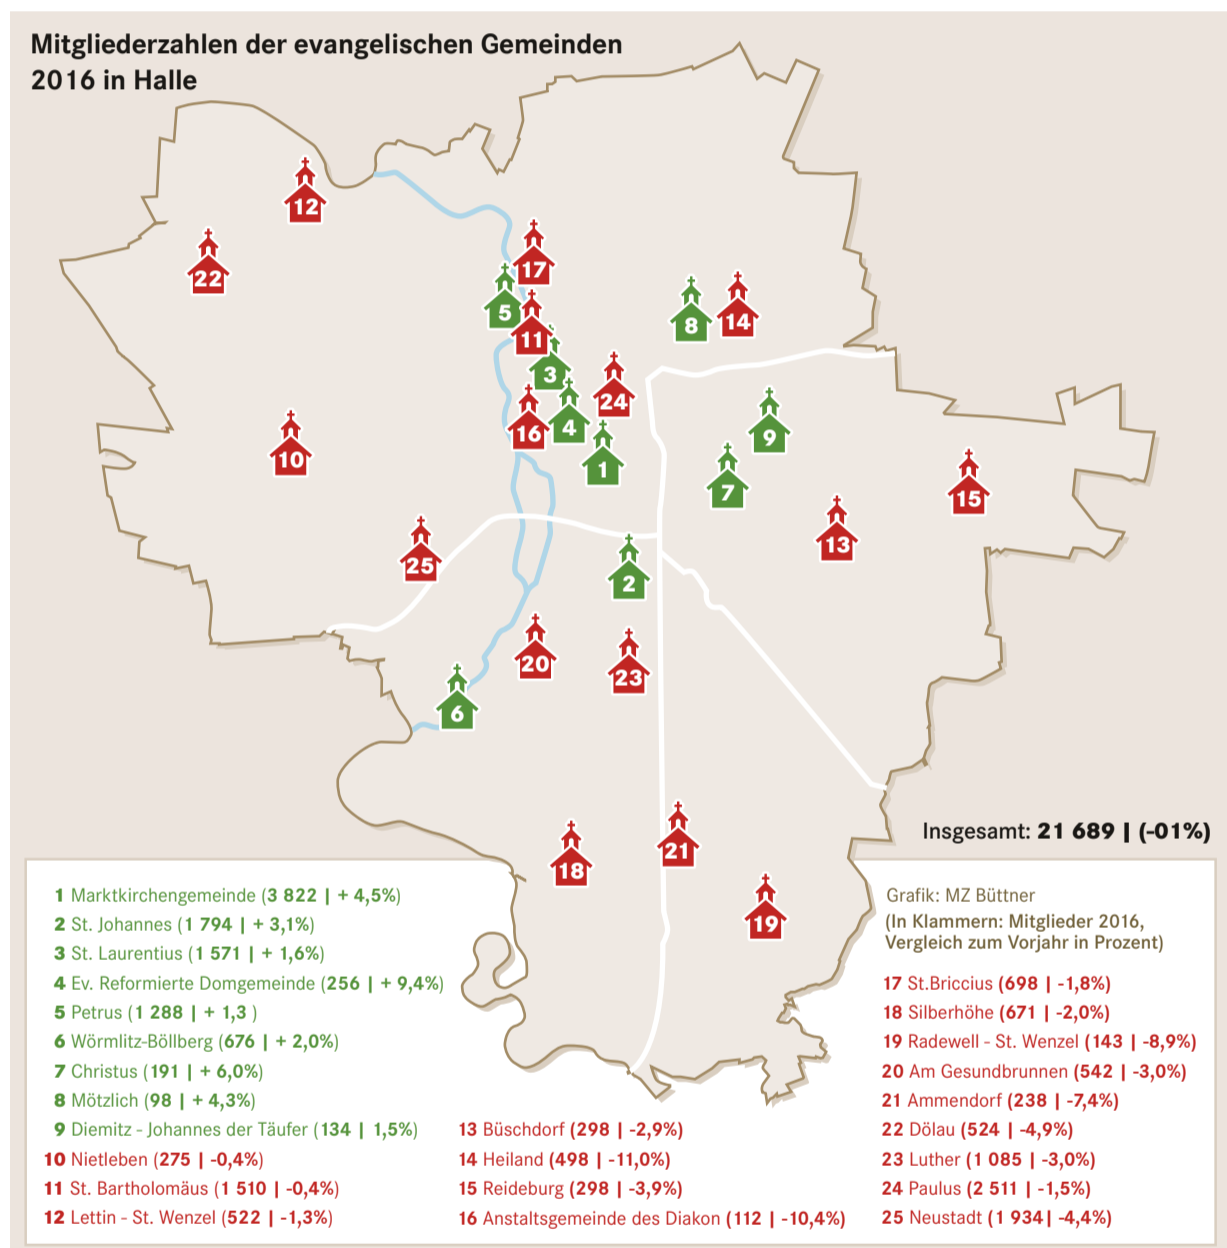 Mitgliederzahlen der evangelischen Gemeinden
2016 in Halle
12
22
17
5
11
8
14
3
24
4
16
9
1
10
7
15
13
25
2
20
23
6
21
18
19
Insgesamt: 21 689 | (-01%)
1 Marktkirchengemeinde (3 822 | + 4,5%)
2 St. Johannes (1 794 | + 3,1%)
3 St. Laurentius (1 571 | + 1,6%)
4 Ev. Reformierte Domgemeinde (256 | + 9,4%)
5 Petrus (1 288 | + 1,3 )
6 Wörmlitz-Böllberg (676 | + 2,0%)
7 Christus (191 | + 6,0%)
8 Mötzlich (98 | + 4,3%)
9 Diemitz - Johannes der Täufer (134 | 1,5%)
10 Nietleben (275 | -0,4%)
11 St. Bartholomäus (1 510 | -0,4%)
12 Lettin - St. Wenzel (522 | -1,3%)
13 Büschdorf (298 | -2,9%)
14 Heiland (498 | -11,0%)
15 Reideburg (298 | -3,9%)
16 Anstaltsgemeinde des Diakon (112 | -10,4%)
Grafik: MZ Büttner
(In Klammern: Mitglieder 2016,
Vergleich zum Vorjahr in Prozent)
17 St.Briccius (698 | -1,8%)
18 Silberhöhe (671 | -2,0%)
19 Radewell - St. Wenzel (143 | -8,9%)
20 Am Gesundbrunnen (542 | -3,0%)
21 Ammendorf (238 | -7,4%)
22 Dölau (524 | -4,9%)
23 Luther (1 085 | -3,0%)
24 Paulus (2 511 | -1,5%)
25 Neustadt (1 934| -4,4%)